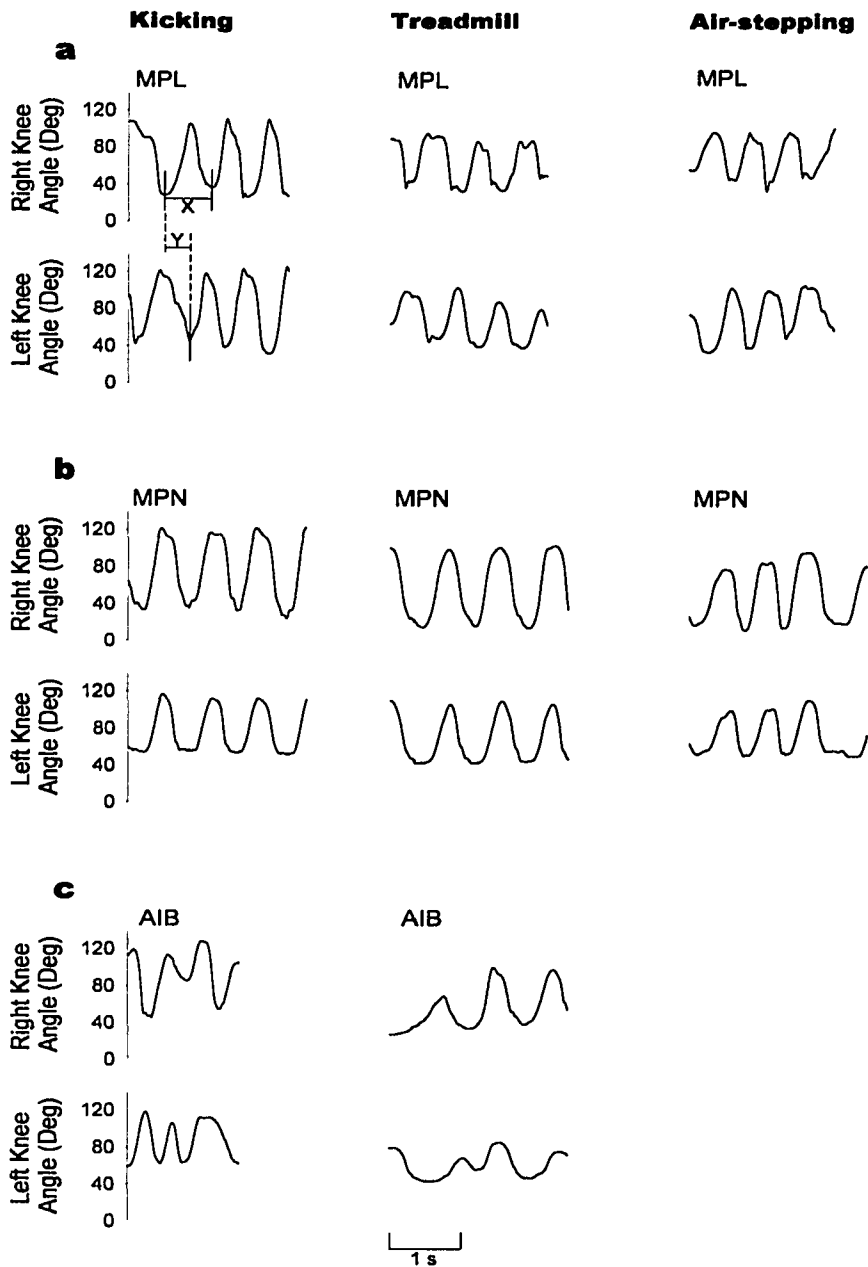 Kicking Treadmill Air-stepping
a
MPL MPL MPL
Right Knee
Angle (Deg)
120
80
40
0
X
Y
Left Knee
Angle (Deg)
120
80
40
0
b
MPN MPN MPN
Right Knee
Angle (Deg)
120
80
40
0
Left Knee
Angle (Deg)
120
80
40
0
c
AIB AIB
Right Knee
Angle (Deg)
120
80
40
0
Left Knee
Angle (Deg)
120
80
40
0
1 s